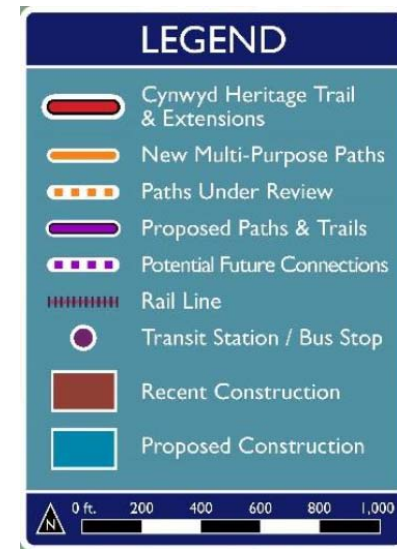 LEGEND
Cynwyd Heritage Trail
& Extensions
New Multi-Purpose Paths
Paths Under Review
Proposed Paths & Trails
Potential Future Connections
Rail Line
Transit Station / Bus Stop
Recent Construction
Proposed Construction
N 0 ft. 200 400 600 800 1,000